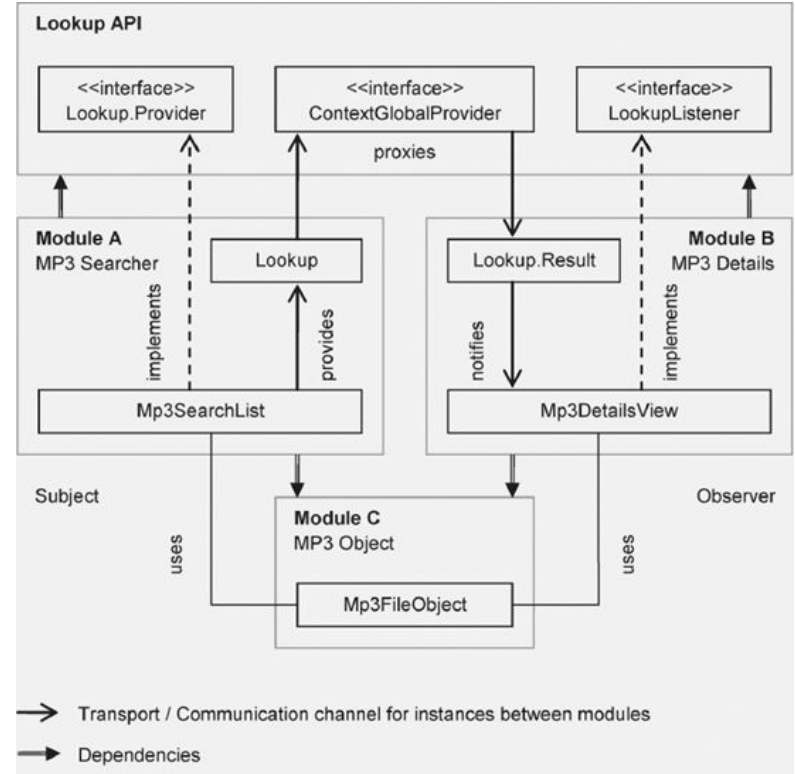 Lookup API
<<interface>>
Lookup.Provider
<<interface>>
ContextGlobalProvider
<<interface>>
LookupListener
proxies
Module A
MP3 Searcher
Lookup
Lookup.Result
Module B
MP3 Details
implements
provides
notifies
implements
Mp3SearchList
Mp3DetailsView
Subject
Observer
Module C
MP3 Object
uses
uses
Mp3FileObject
Transport / Communication channel for instances between modules
Dependencies